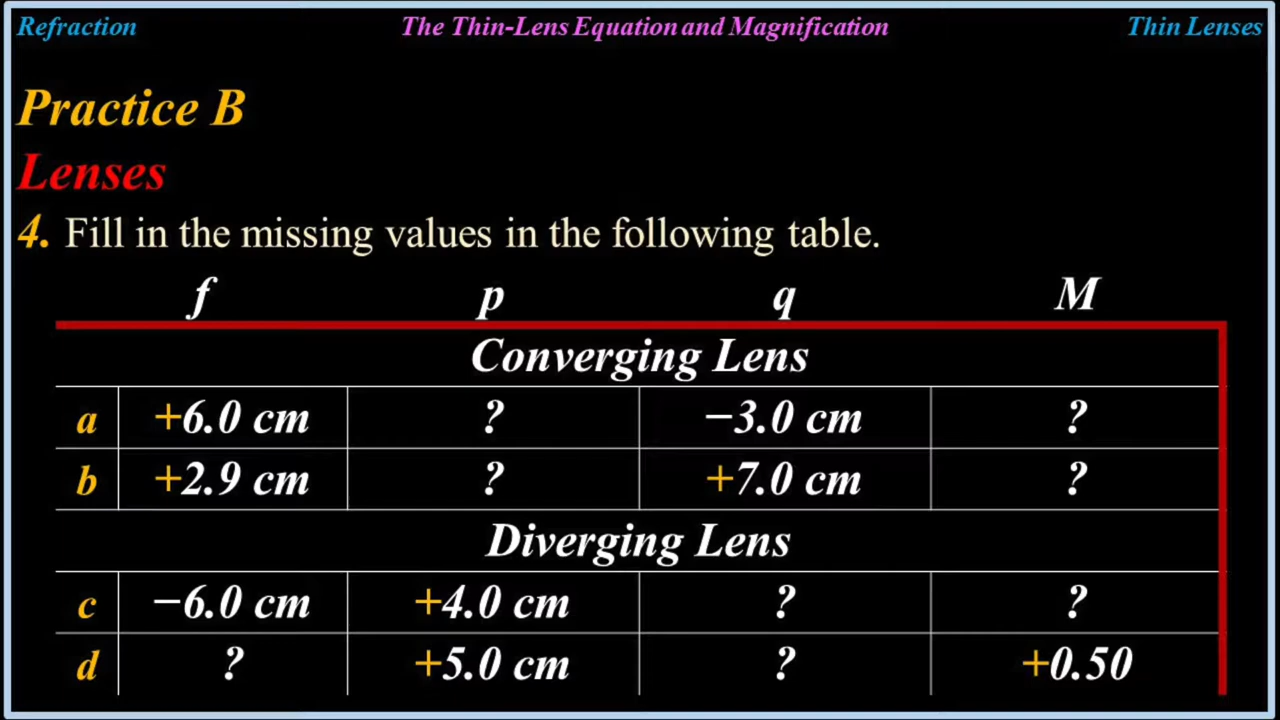 Refraction The Thin-Lens Equation and Magnification Thin Lenses
Practice B
Lenses
4. Fill in the missing values in the following table.
f p q M
Converging Lens
a +6.0 cm ? −3.0 cm ?
b +2.9 cm ? +7.0 cm ?
Diverging Lens
c −6.0 cm +4.0 cm ? ?
d ? +5.0 cm ? +0.50